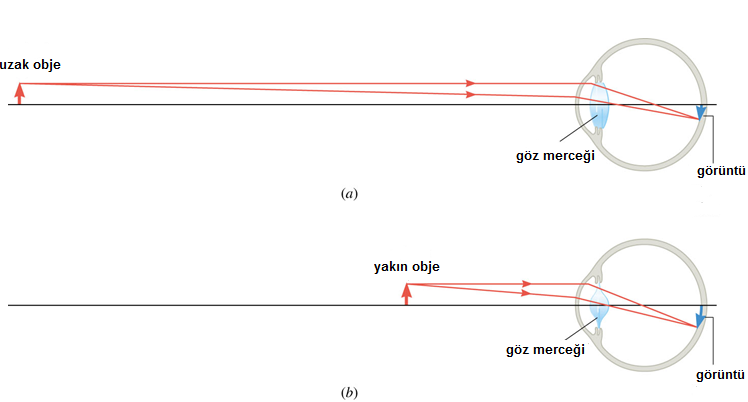 uzak obje
göz merceği
görüntü
(a)
yakın obje
göz merceği
görüntü
(b)